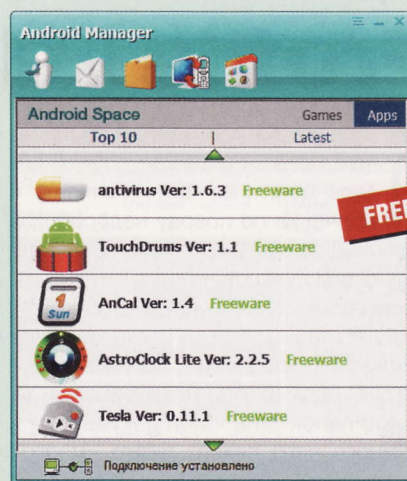 Android Manager
Android Space Games Apps
Top 10 | Latest
antivirus Ver: 1.6.3 Freeware
TouchDrums Ver: 1.1 Freeware
1
Sun
AnCal Ver: 1.4 Freeware
AstroClock Lite Ver: 2.2.5 Freeware
Tesla Ver: 0.11.1 Freeware
Подключение установлено